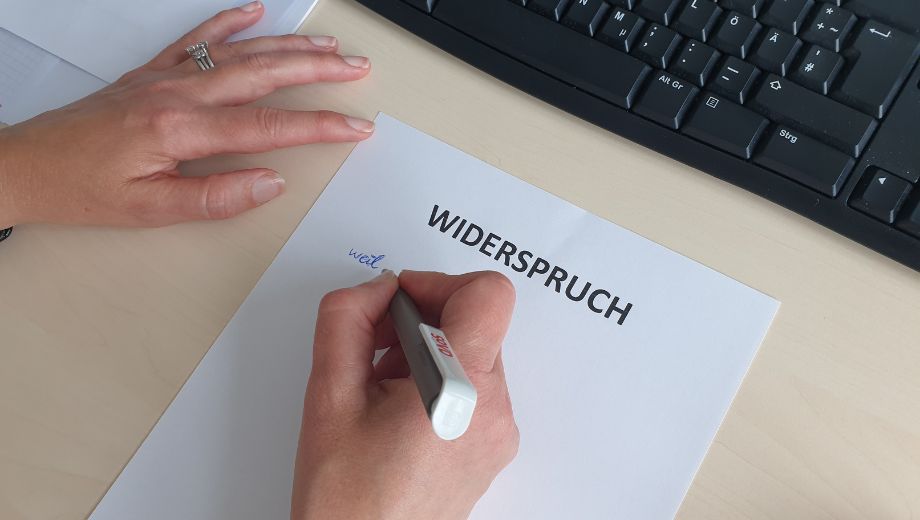 N
M
µ
;
,
:
.
L
Ö
Ä
*
+ ~
_
-
'
#
Alt Gr
Strg
WIDERSPRUCH
weil